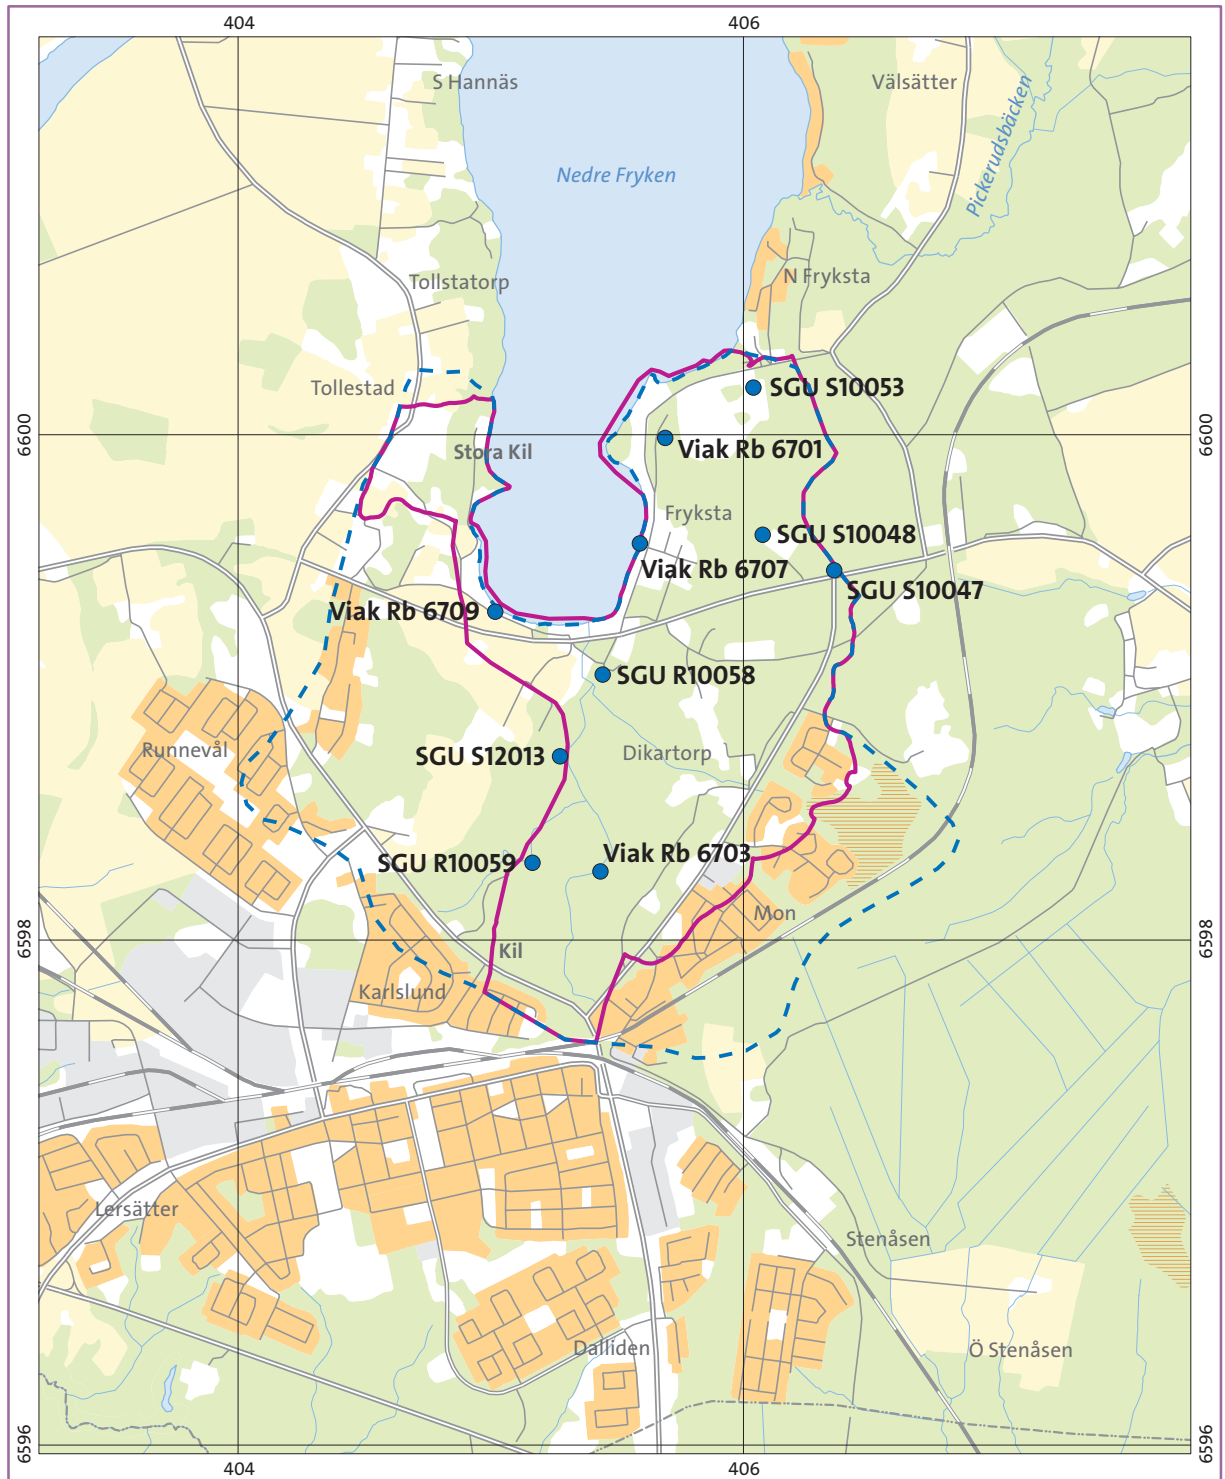 404
406
S Hannäs
Välsätter
Pickerudsbäcken
Nedre Fryken
Tollstatorp
N Fryksta
Tollestad
SGU S10053
6600
6600
Stora Kil
Viak Rb 6701
Fryksta
SGU S10048
Viak Rb 6707
SGU S10047
Viak Rb 6709
SGU R10058
Runnevål
SGU S12013
Dikartorp
SGU R10059
Viak Rb 6703
Mon
6598
6598
Kil
Karlslund
Lersätter
Stenåsen
Dalliden
Ö Stenåsen
6596
6596
404
406